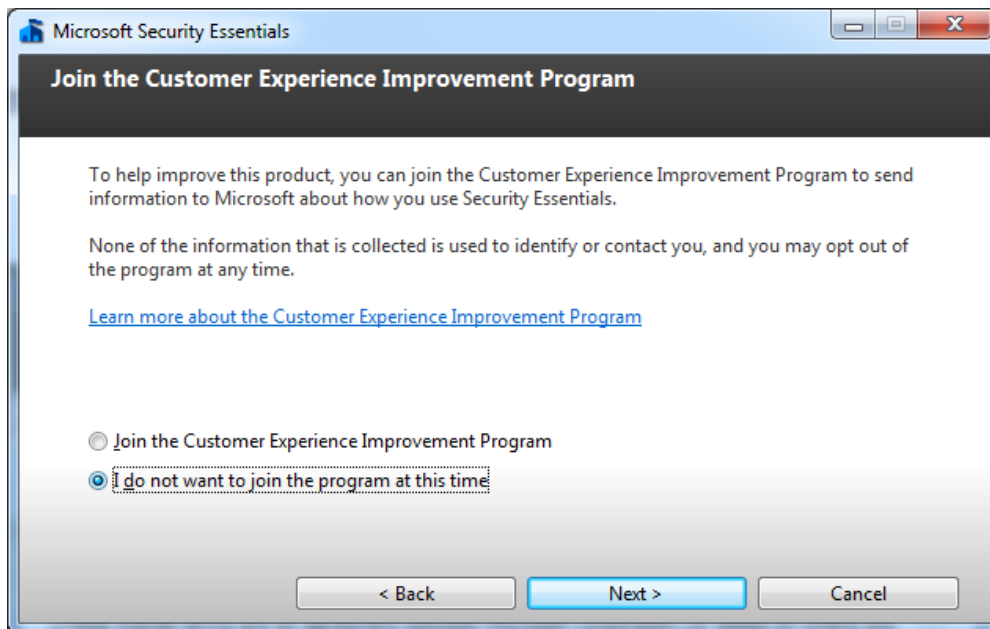 Microsoft Security Essentials
Join the Customer Experience Improvement Program
To help improve this product, you can join the Customer Experience Improvement Program to send
information to Microsoft about how you use Security Essentials.
None of the information that is collected is used to identify or contact you, and you may opt out of
the program at any time.
Learn more about the Customer Experience Improvement Program
Join the Customer Experience Improvement Program
I do not want to join the program at this time
< Back Next > Cancel